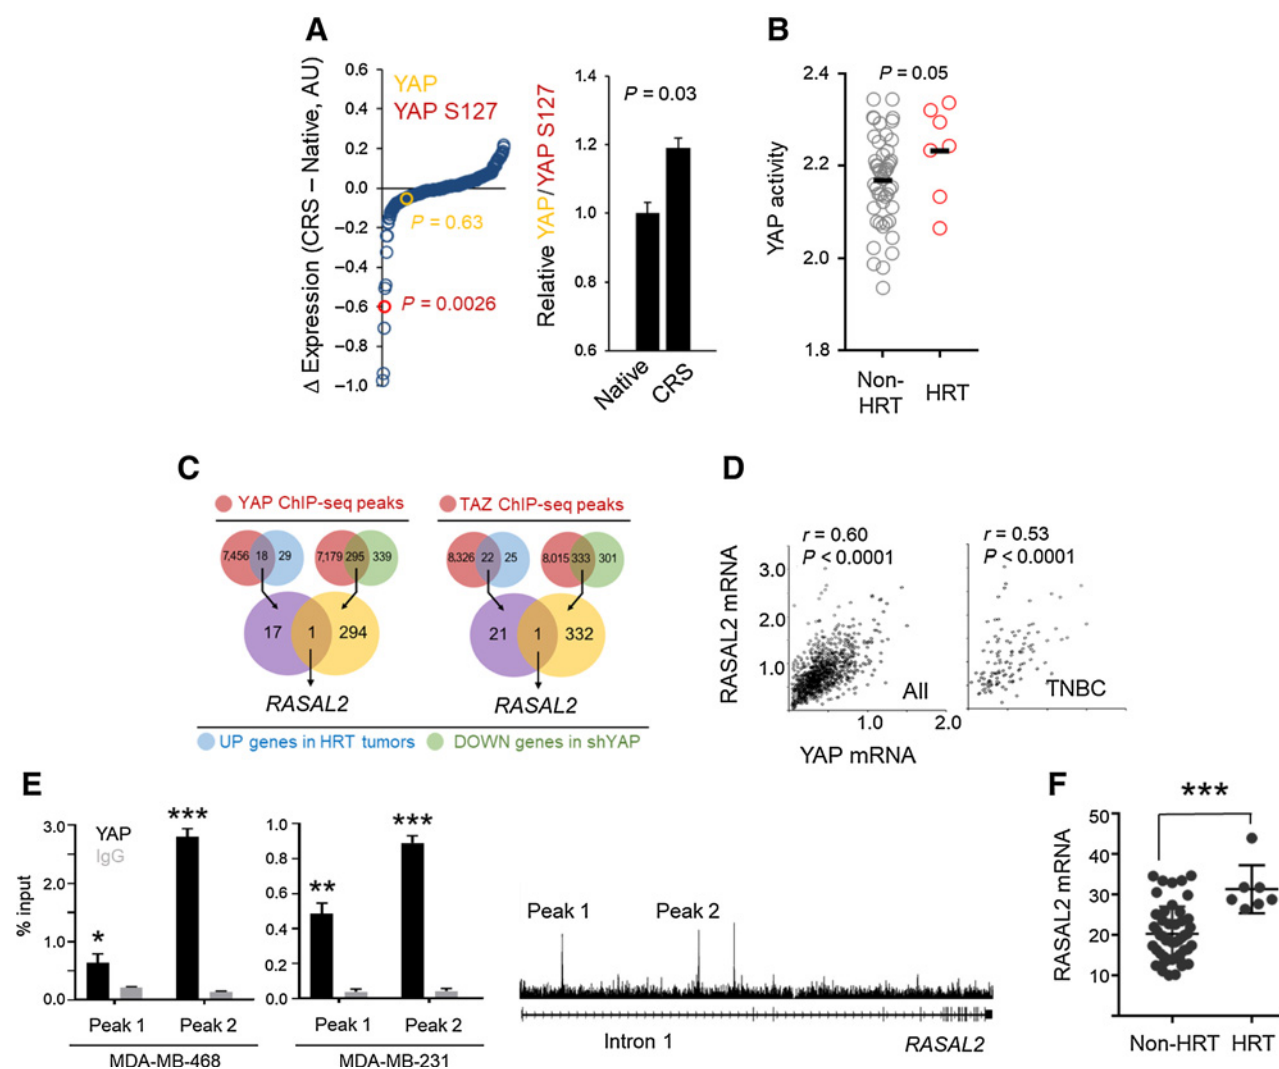 A
Δ Expression (CRS – Native, AU)
0.6
0.4
0.2
0.0
–0.2
–0.4
–0.6
–0.8
–1.0
YAP
YAP S127
P = 0.63
P = 0.0026
Relative YAP/YAP S127
1.4
1.2
1.0
0.8
0.6
P = 0.03
Native
CRS
B
YAP activity
2.4
2.2
2.0
1.8
P = 0.05
Non-
HRT
HRT
C
YAP ChIP-seq peaks
7,456 18 29
7,179 295 339
17 1 294
RASAL2
TAZ ChIP-seq peaks
8,326 22 25
8,015 333 301
21 1 332
RASAL2
UP genes in HRT tumors
DOWN genes in shYAP
D
RASAL2 mRNA
r = 0.60
P < 0.0001
3.0
2.0
1.0
All
1.0 2.0
YAP mRNA
r = 0.53
P < 0.0001
TNBC
E
% input
3.0
2.0
1.0
0.0
YAP
IgG
*
***
Peak 1 Peak 2
MDA-MB-468
1.0
0.8
0.6
0.4
0.2
0.0
**
***
Peak 1 Peak 2
MDA-MB-231
Peak 1 Peak 2
Intron 1 RASAL2
F
RASAL2 mRNA
50
40
30
20
10
***
Non-HRT HRT